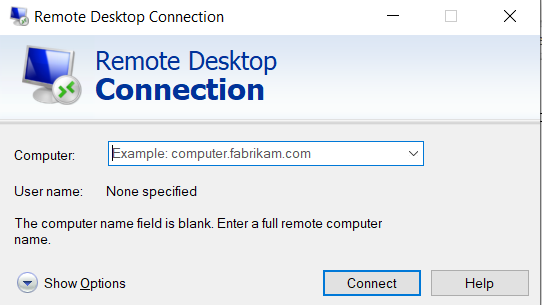 Remote Desktop Connection
Remote Desktop
Connection
Computer:
Example: computer.fabrikam.com
User name:
None specified
The computer name field is blank. Enter a full remote computer
name.
Show Options
Connect
Help